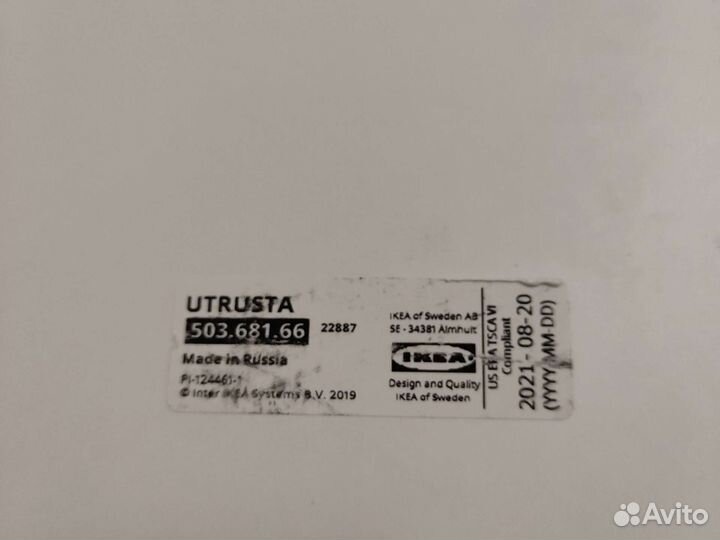 UTRUSTA
503.681.66 22887
Made in Russia
PI-124461-1
© Inter IKEA Systems B.V. 2019
IKEA of Sweden AB
SE - 34381 Älmhult
IKEA
Design and Quality
IKEA of Sweden
US EPA TSCA VI
Compliant
2021- 08-20
(YYYY-MM-DD)
Avito